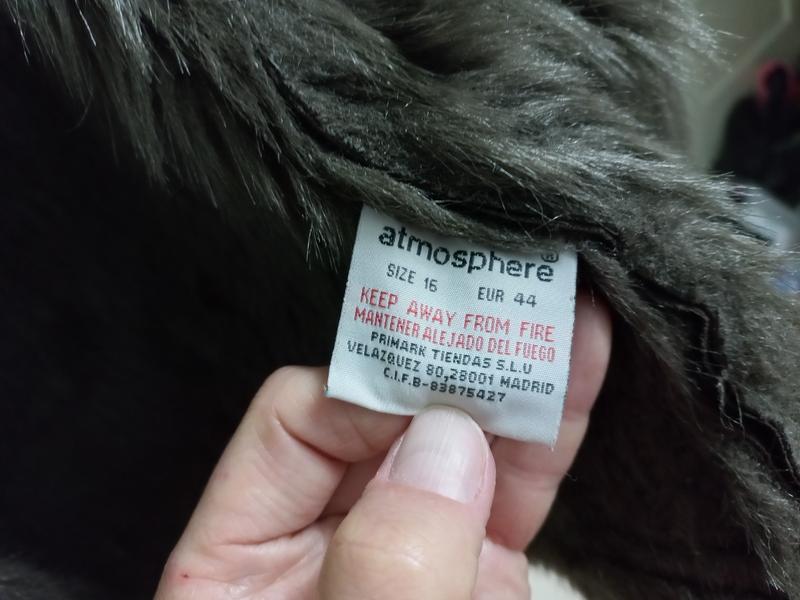 atmosphere®
SIZE 16 EUR 44
KEEP AWAY FROM FIRE
MANTENER ALEJADO DEL FUEGO
PRIMARK TIENDAS S.L.U
VELAZQUEZ 80,28001 MADRID
C.I.F.B-83875427